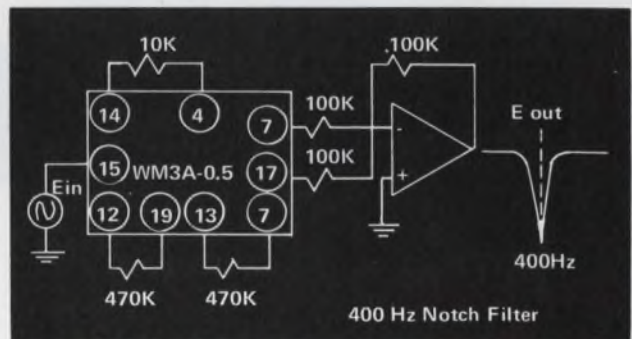 10K
100K
14
4
7
100K
E out
15
WM3A-0.5
17
100K
-
+
Ein
12
19
13
7
400Hz
470K
470K
400 Hz Notch Filter